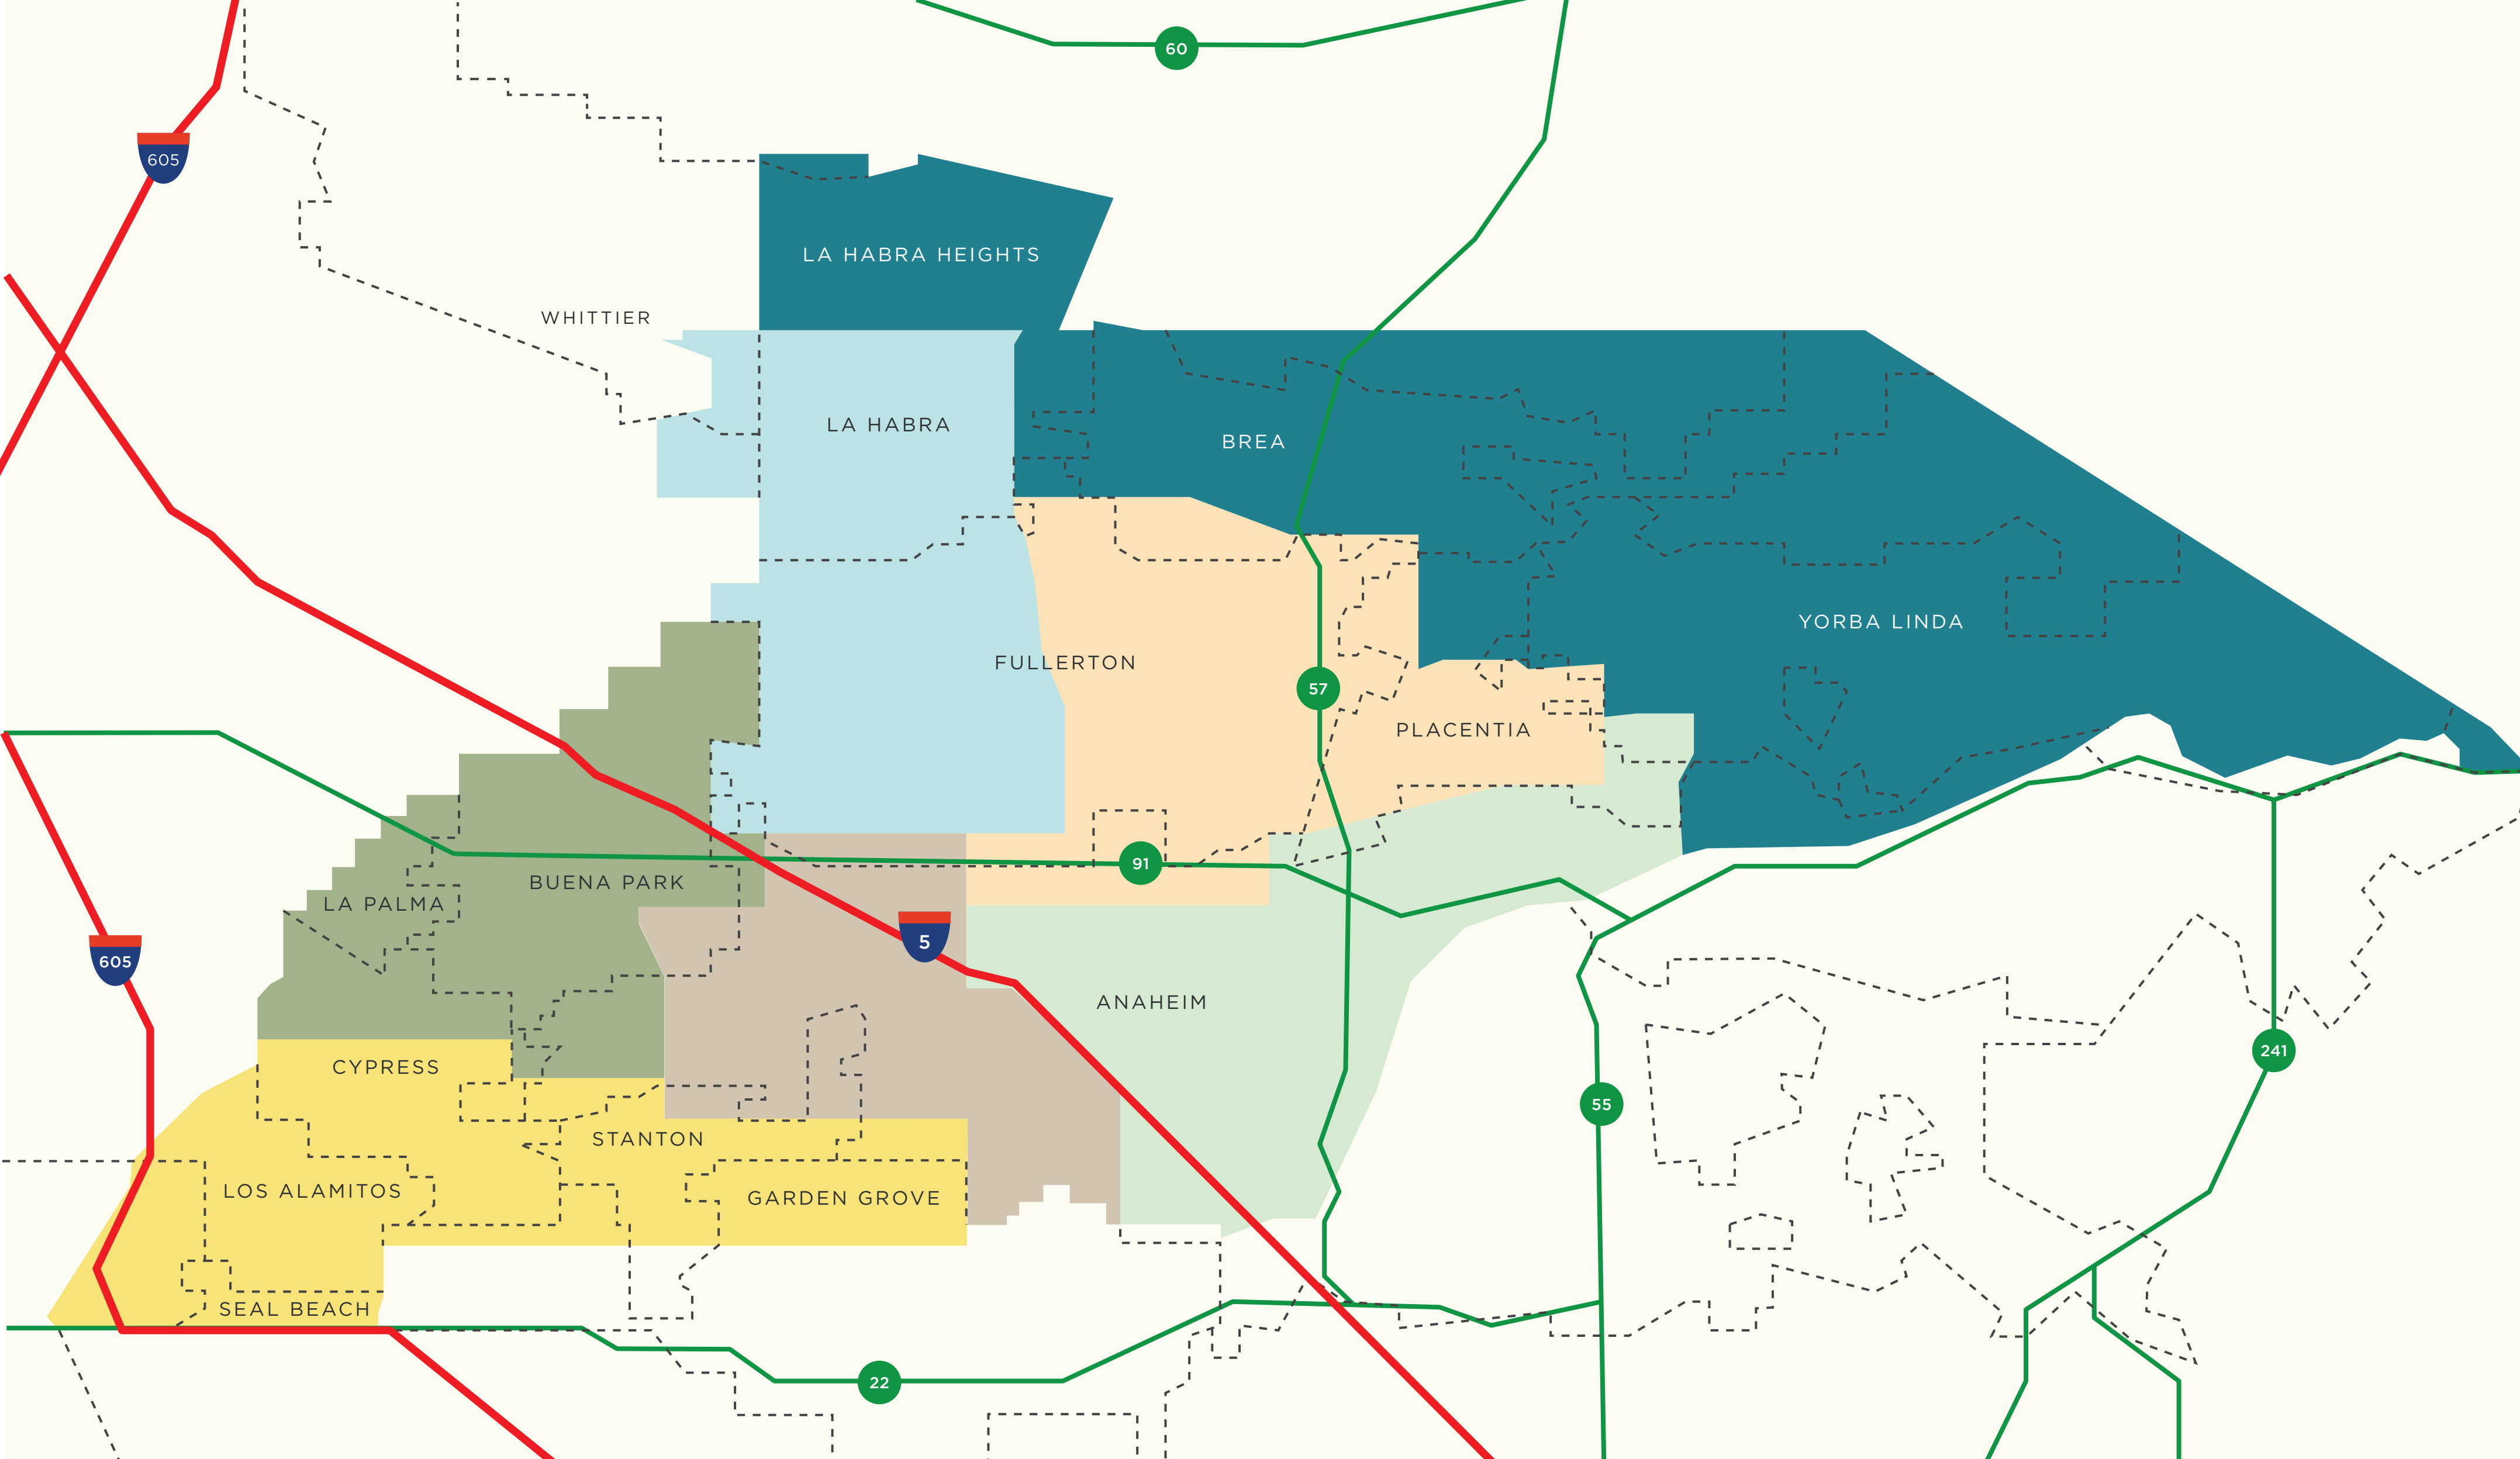 60
605
LA HABRA HEIGHTS
WHITTIER
LA HABRA
BREA
YORBA LINDA
FULLERTON
57
PLACENTIA
91
BUENA PARK
LA PALMA
5
605
ANAHEIM
241
CYPRESS
55
STANTON
LOS ALAMITOS
GARDEN GROVE
SEAL BEACH
22